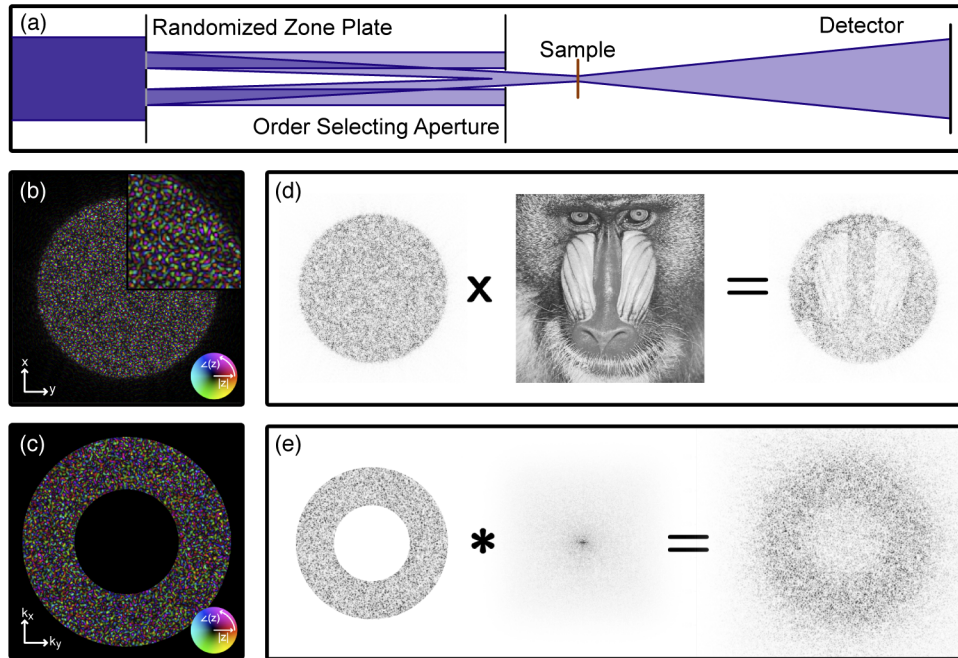 (a)
Randomized Zone Plate
Detector
Sample
Order Selecting Aperture
(b)
x
y
∠(z)
|z|
(d)
x
=
(c)
kx
ky
∠(z)
|z|
(e)
*
=